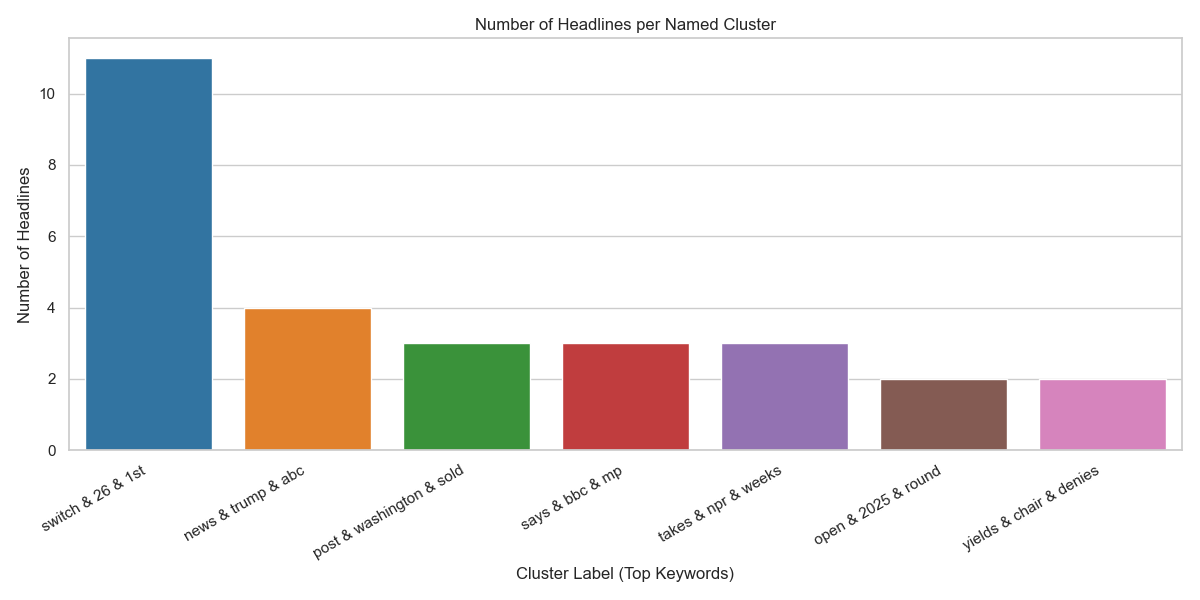 Number of Headlines per Named Cluster
Number of Headlines
10
8
6
4
2
0
switch & 26 & 1st
news & trump & abc
post & washington & sold
says & bbc & mp
takes & npr & weeks
open & 2025 & round
yields & chair & denies
Cluster Label (Top Keywords)